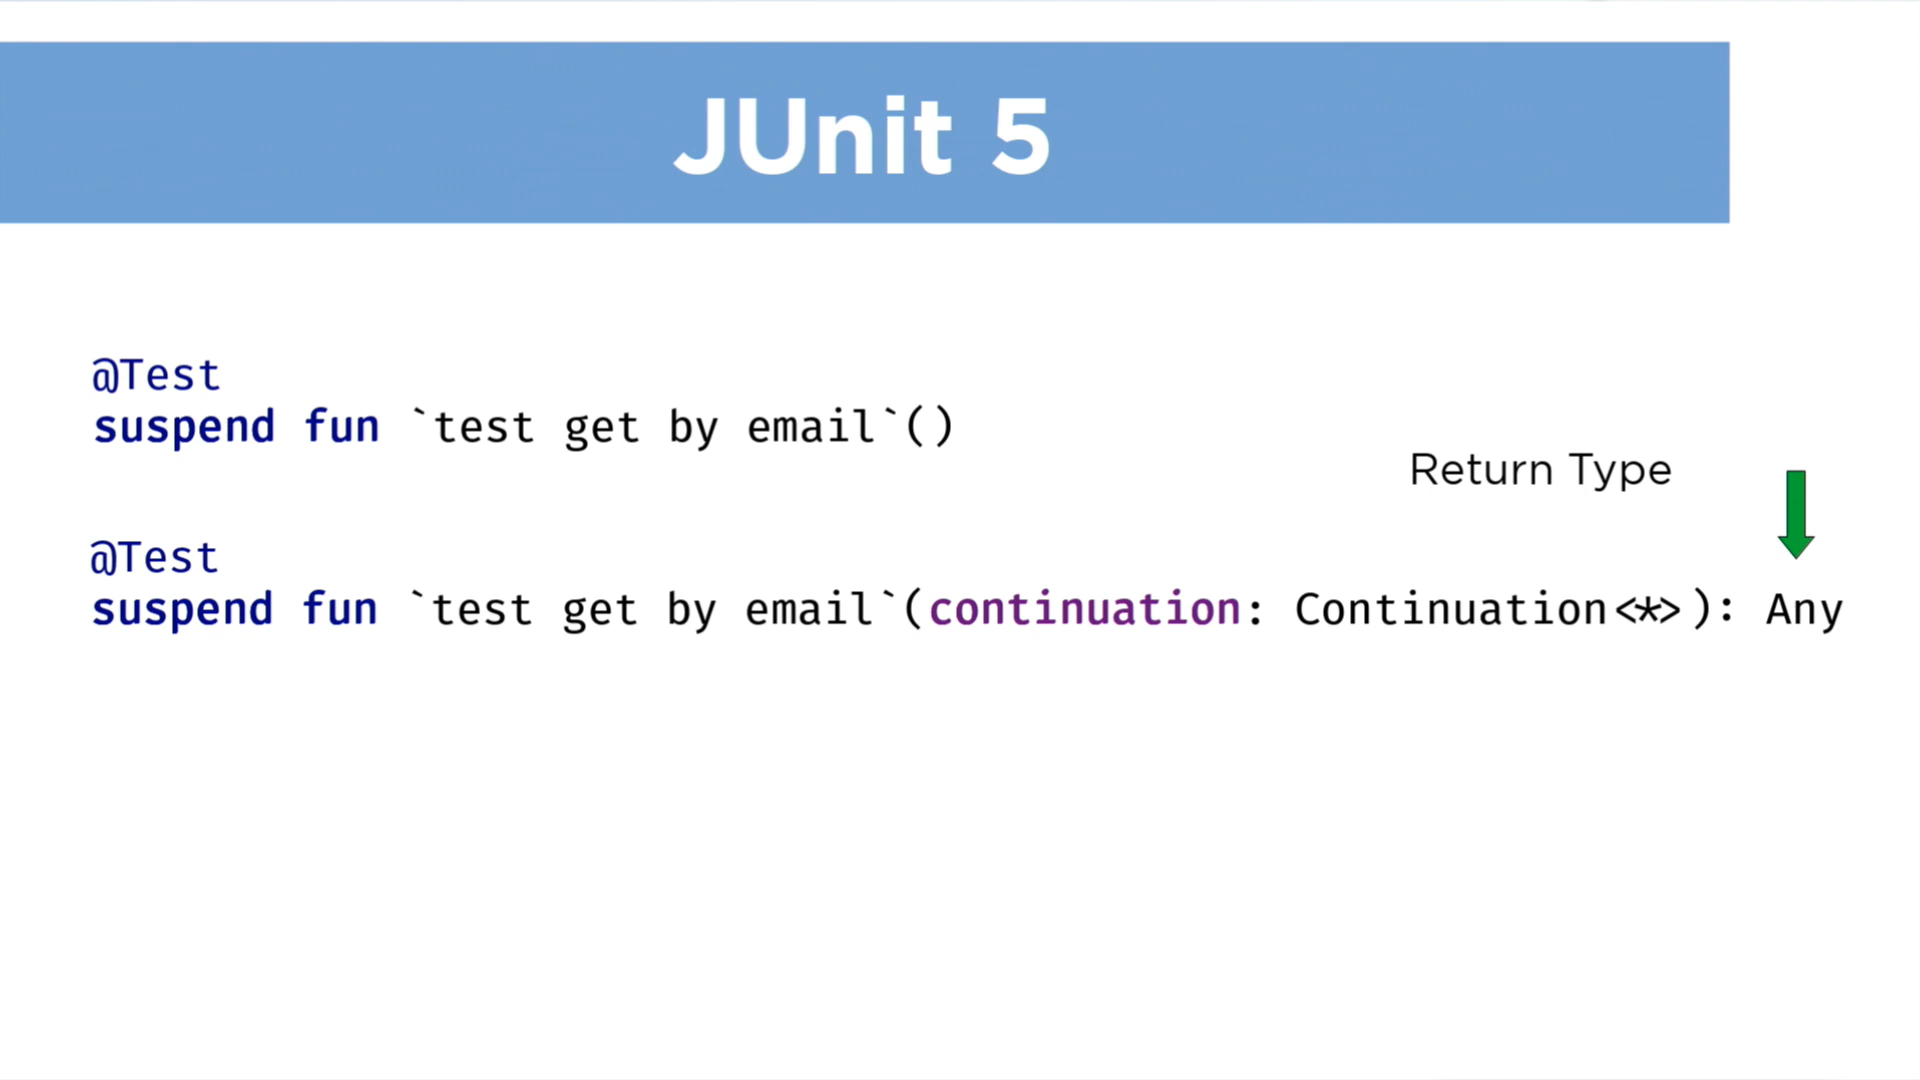 JUnit 5
@Test
suspend fun `test get by email`()
Return Type
@Test
suspend fun `test get by email`(continuation: Continuation<*>): Any